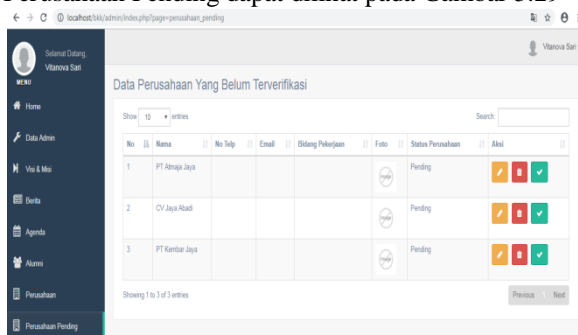 Perusahaan Pending dapat dilihat pada Gambar 5.29
localhost/bkk/admin/index.php?page=perusahaan_pending
Selamat Datang,
Vitanova Sari
MENU
Home
Data Admin
Visi & Misi
Berita
Agenda
Alumni
Perusahaan
Perusahaan Pending
Vitanova Sari
Data Perusahaan Yang Belum Terverifikasi
Show 10 entries
Search:
No Nama No Telp Email Bidang Pekerjaan Foto Status Perusahaan Aksi
1 PT Atmaja Jaya Pending
2 CV Jaya Abadi Pending
3 PT Kembar Jaya Pending
Showing 1 to 3 of 3 entries
Previous 1 Next